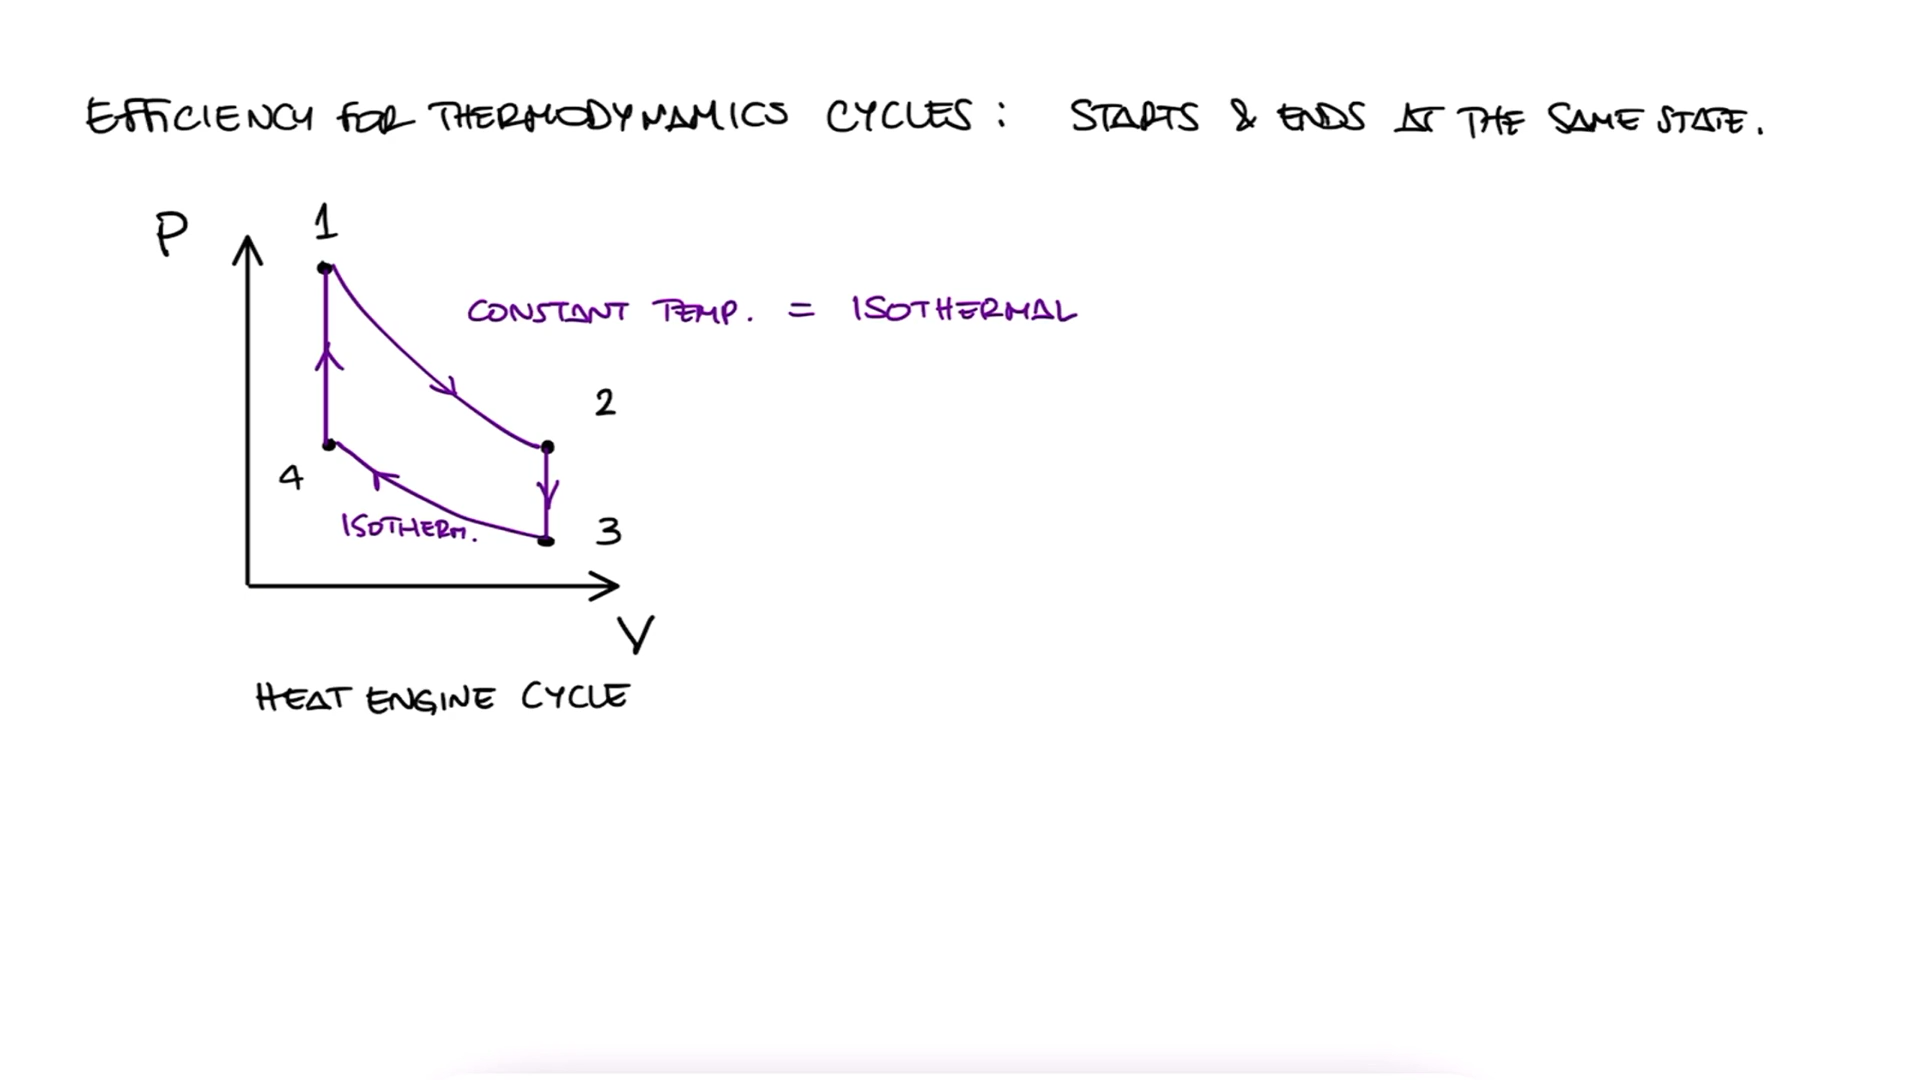 EFFICIENCY FOR THERMODYNAMICS CYCLES: STARTS & ENDS AT THE SAME STATE.
P
1
CONSTANT TEMP. = ISOTHERMAL
2
4
ISOTHERM.
3
V
HEAT ENGINE CYCLE